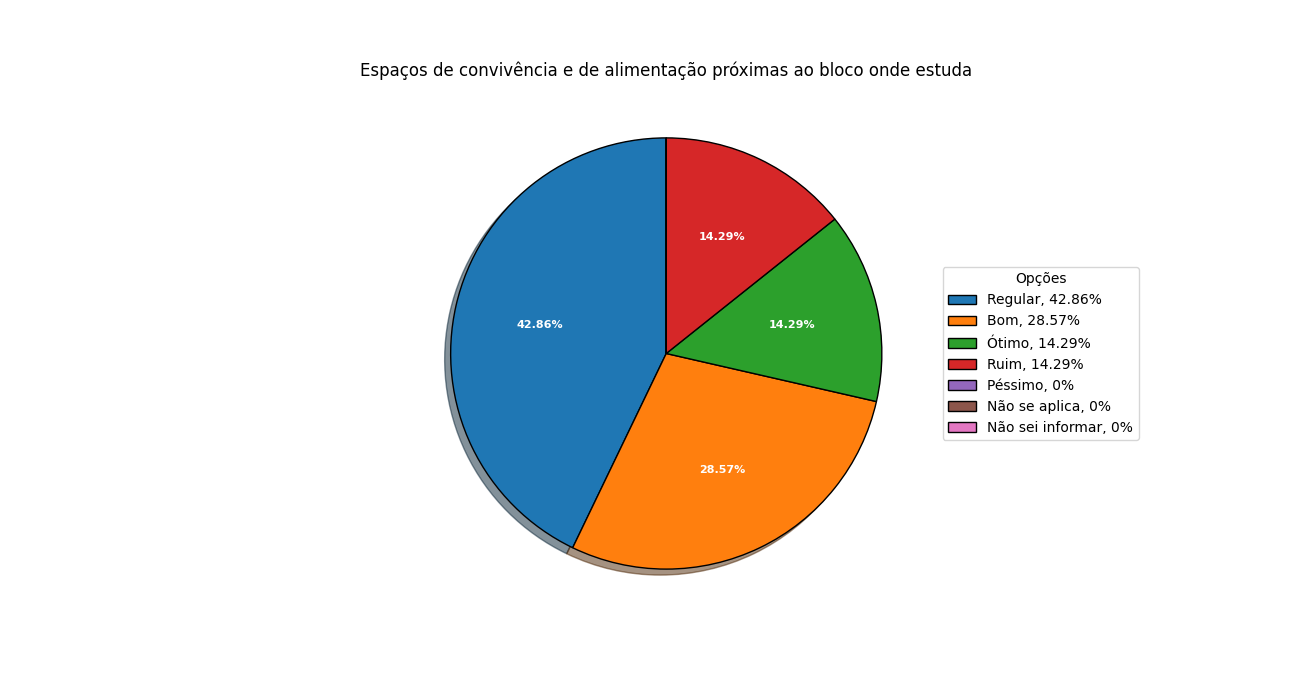 Espaços de convivência e de alimentação próximas ao bloco onde estuda
14.29%
42.86%
14.29%
28.57%
Opções
Regular, 42.86%
Bom, 28.57%
Ótimo, 14.29%
Ruim, 14.29%
Péssimo, 0%
Não se aplica, 0%
Não sei informar, 0%